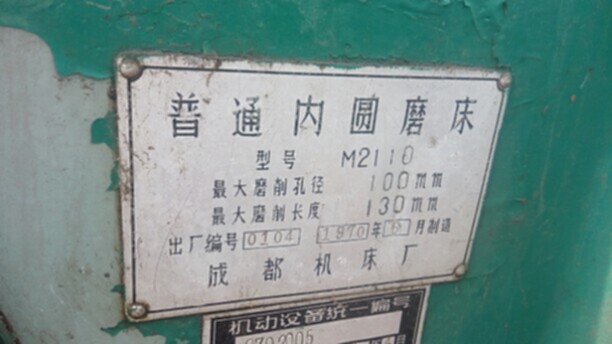 普通内圆磨床
型号 M2110
最大磨削孔径 100mm
最大磨削长度 130mm
出厂编号 0104 1970年 月制造
成都机床厂
机动设备统一编号